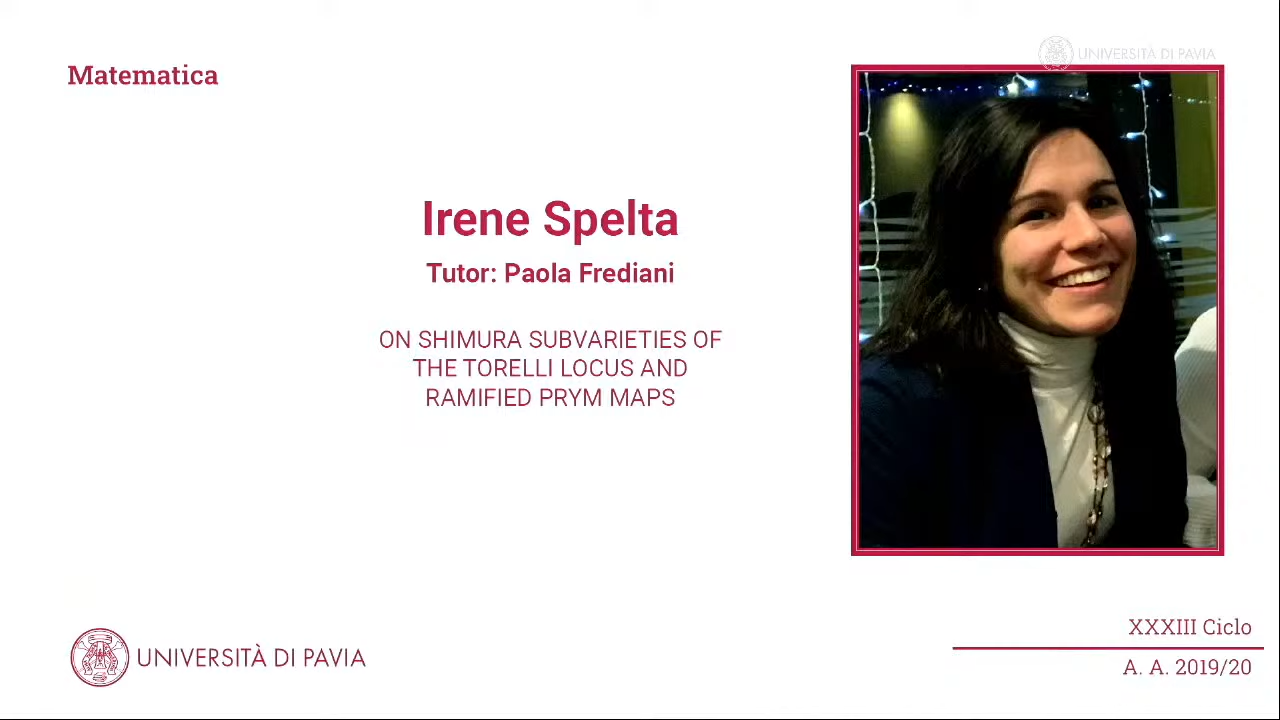 UNIVERSITÀ DI PAVIA
Matematica
Irene Spelta
Tutor: Paola Frediani
ON SHIMURA SUBVARIETIES OF
THE TORELLI LOCUS AND
RAMIFIED PRYM MAPS
UNIVERSITÀ DI PAVIA
XXXIII Ciclo
A. A. 2019/20